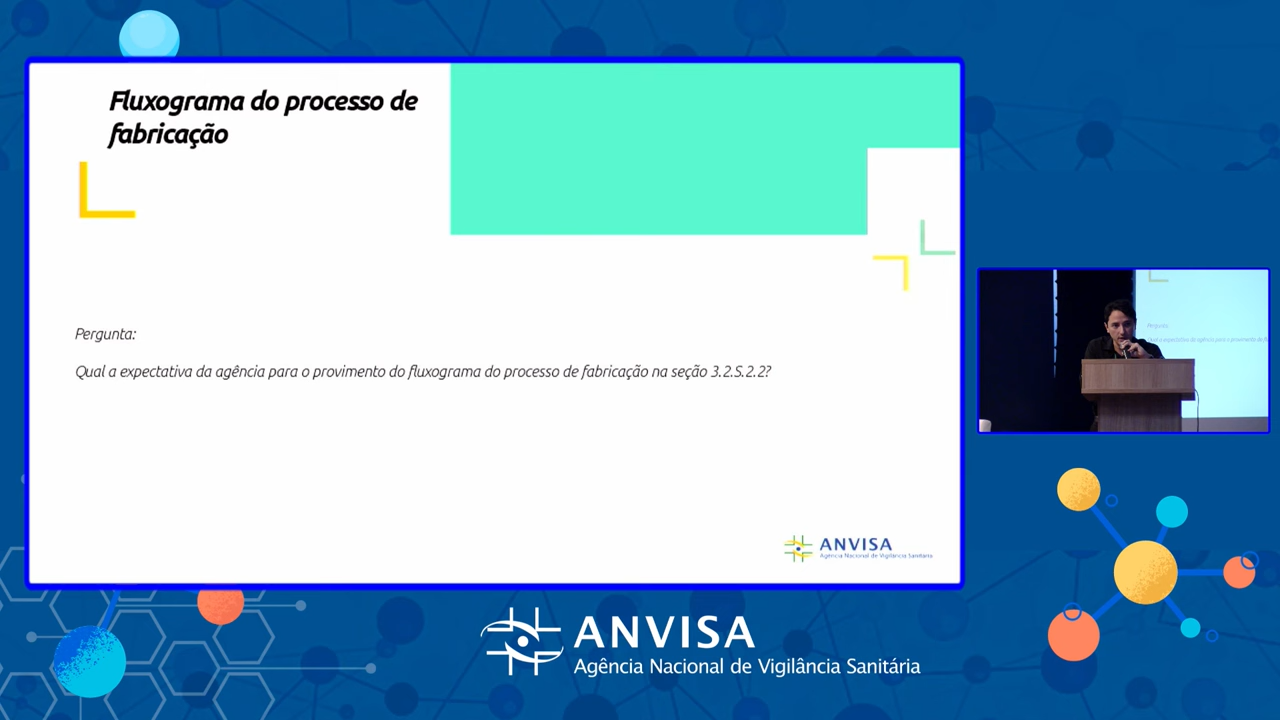 Fluxograma do processo de
fabricação
Pergunta:
Qual a expectativa da agência para o provimento do fluxograma do processo de fabricação na seção 3.2.S.2.2?
ANVISA
Agência Nacional de Vigilância Sanitária
Pergunta:
ANVISA
Agência Nacional de Vigilância Sanitária